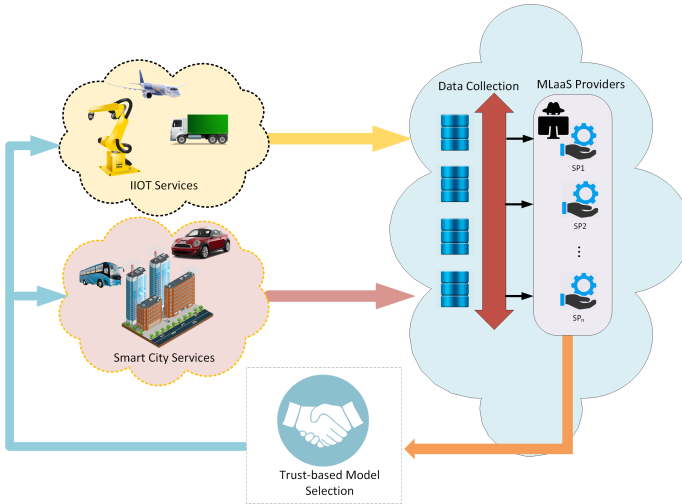 Data Collection
MLaaS Providers
IIOT Services
SP1
SP2
⋮
SPn
Smart City Services
Trust-based Model
Selection